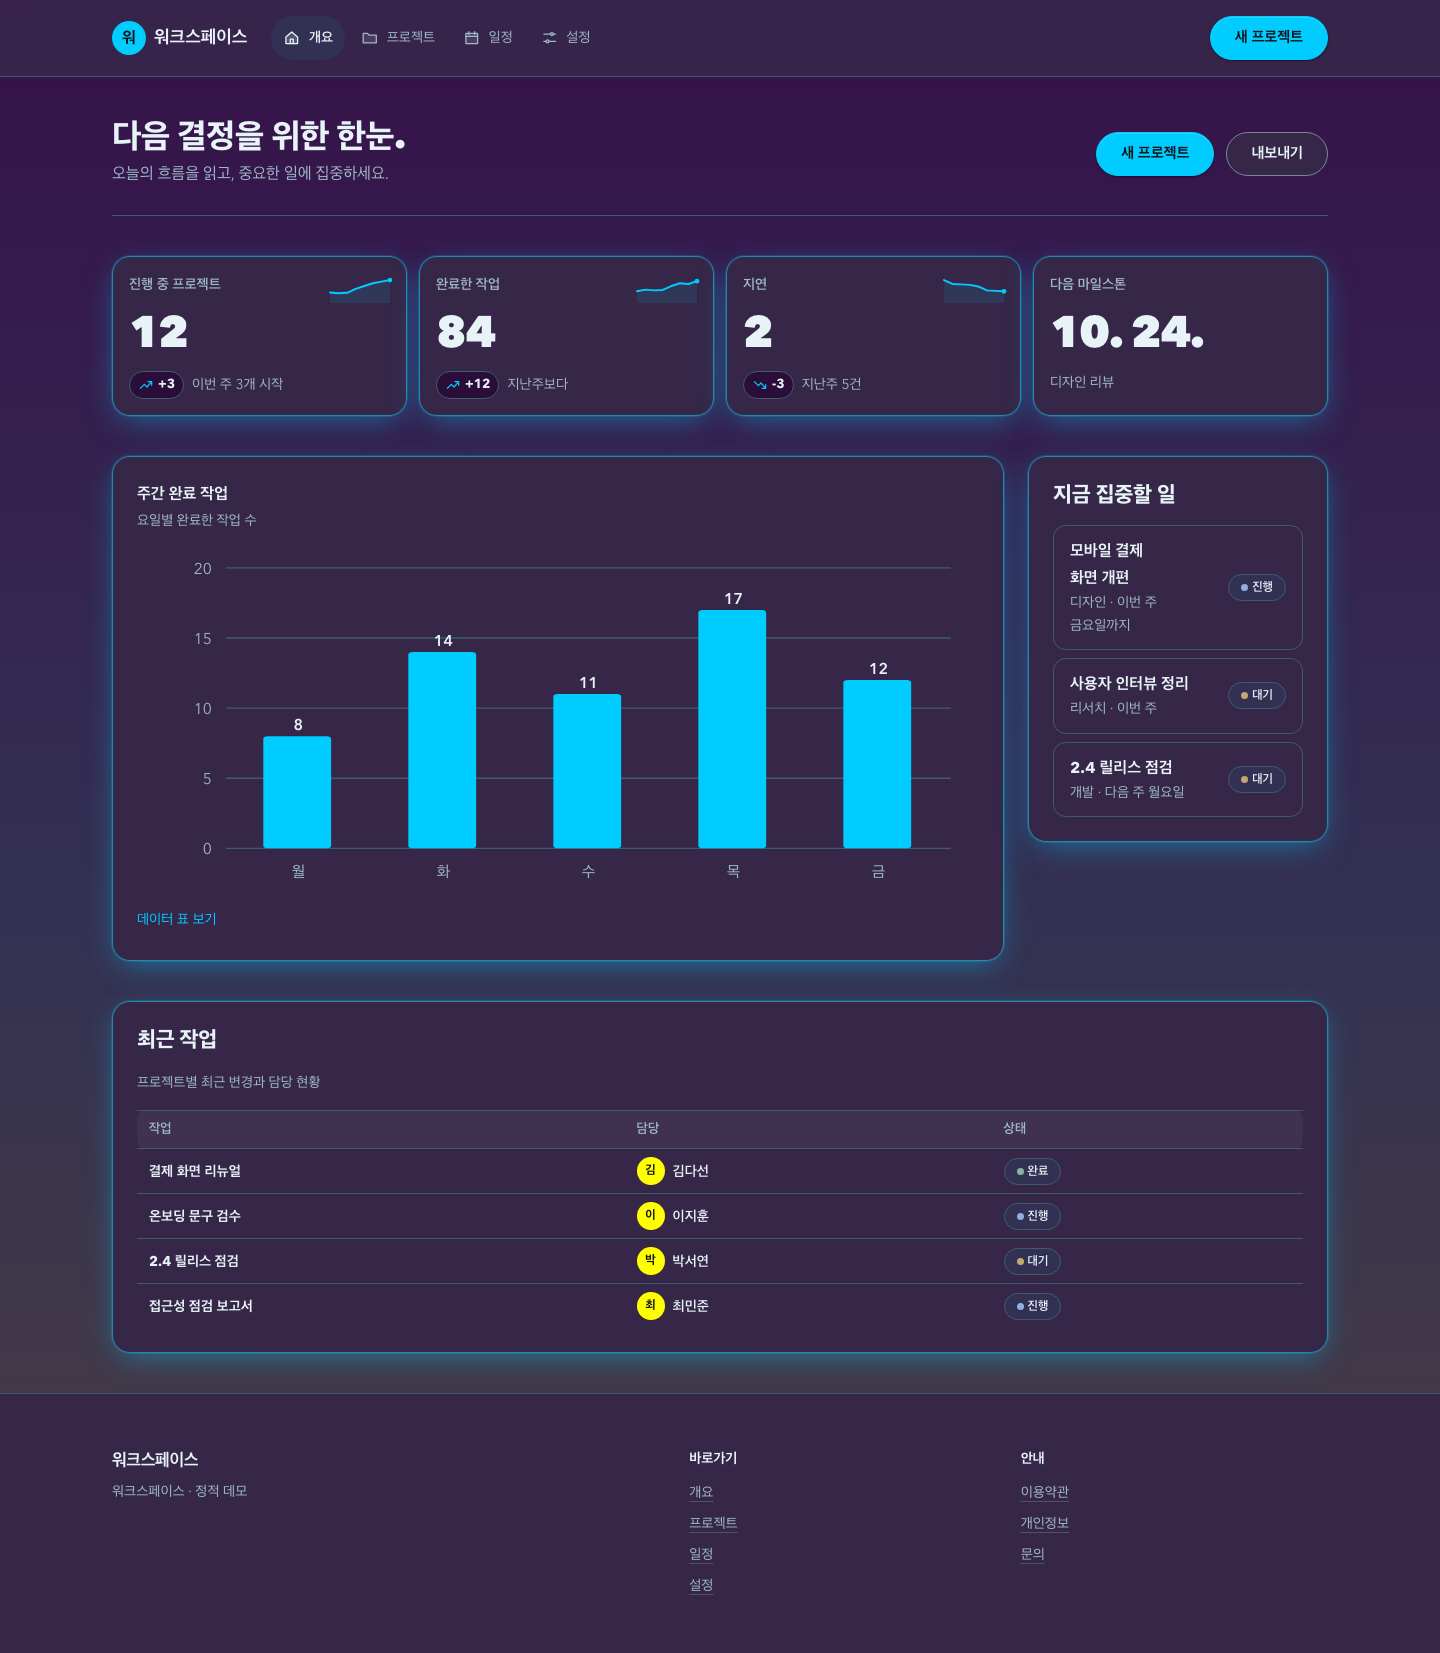 워 워크스페이스 개요 프로젝트 일정 설정 새 프로젝트
다음 결정을 위한 한눈.
오늘의 흐름을 읽고, 중요한 일에 집중하세요.
새 프로젝트 내보내기
진행 중 프로젝트
12
+3 이번 주 3개 시작
완료한 작업
84
+12 지난주보다
지연
2
-3 지난주 5건
다음 마일스톤
10. 24.
디자인 리뷰
주간 완료 작업
요일별 완료한 작업 수
20
15
10
5
0
8
14
11
17
12
월 화 수 목 금
데이터 표 보기
지금 집중할 일
모바일 결제
화면 개편
디자인 · 이번 주
금요일까지
진행
사용자 인터뷰 정리
리서치 · 이번 주
대기
2.4 릴리스 점검
개발 · 다음 주 월요일
대기
최근 작업
프로젝트별 최근 변경과 담당 현황
작업 담당 상태
결제 화면 리뉴얼 김 김다선 완료
온보딩 문구 검수 이 이지훈 진행
2.4 릴리스 점검 박 박서연 대기
접근성 점검 보고서 최 최민준 진행
워크스페이스
워크스페이스 · 정적 데모
바로가기
개요
프로젝트
일정
설정
안내
이용약관
개인정보
문의